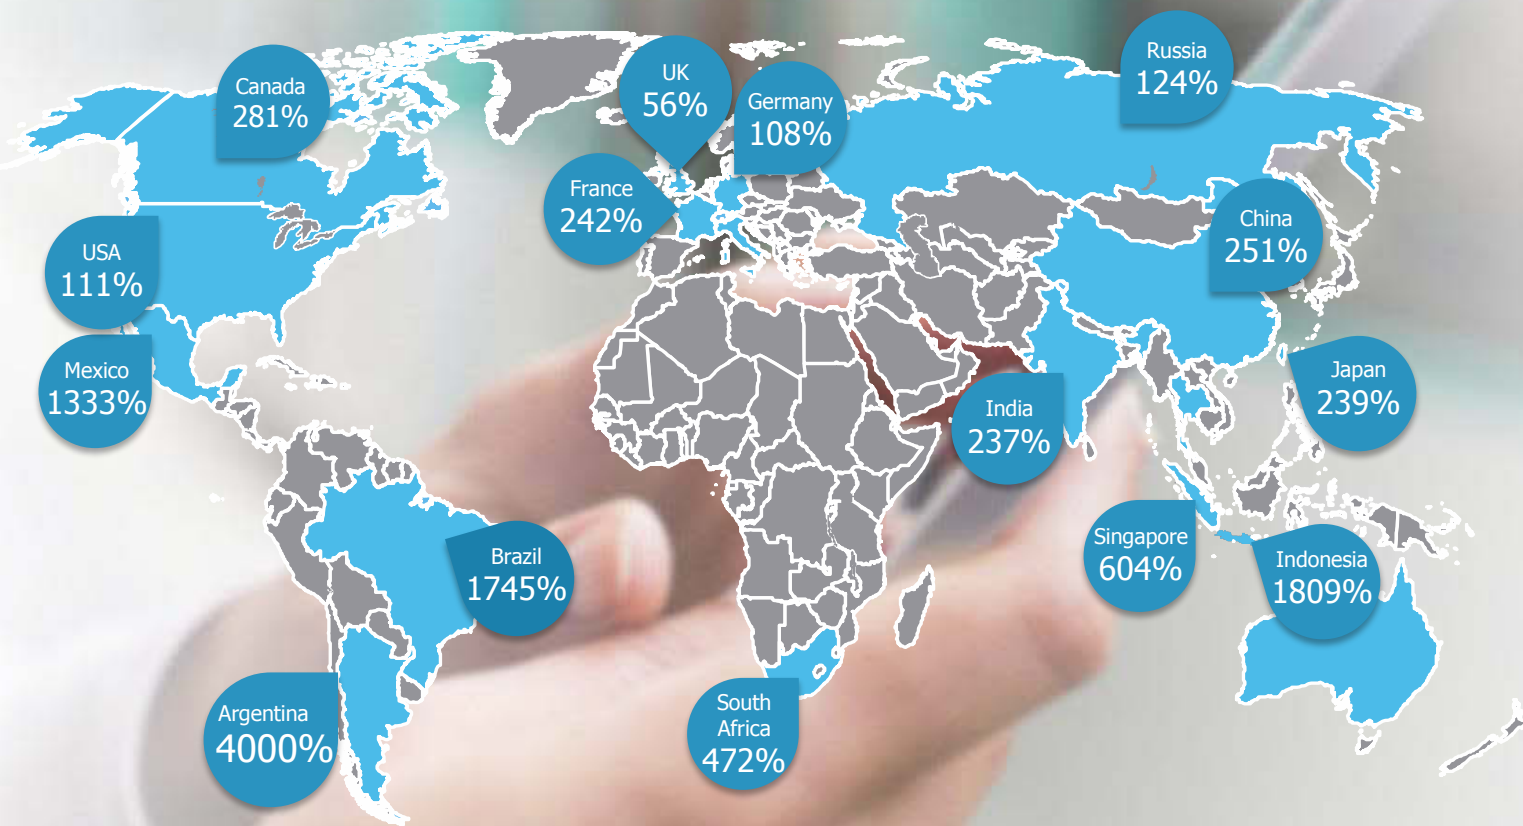 Canada
281%
UK
56%
Germany
108%
Russia
124%
France
242%
China
251%
USA
111%
Mexico
1333%
Japan
239%
India
237%
Brazil
1745%
Singapore
604%
Indonesia
1809%
Argentina
4000%
South
Africa
472%